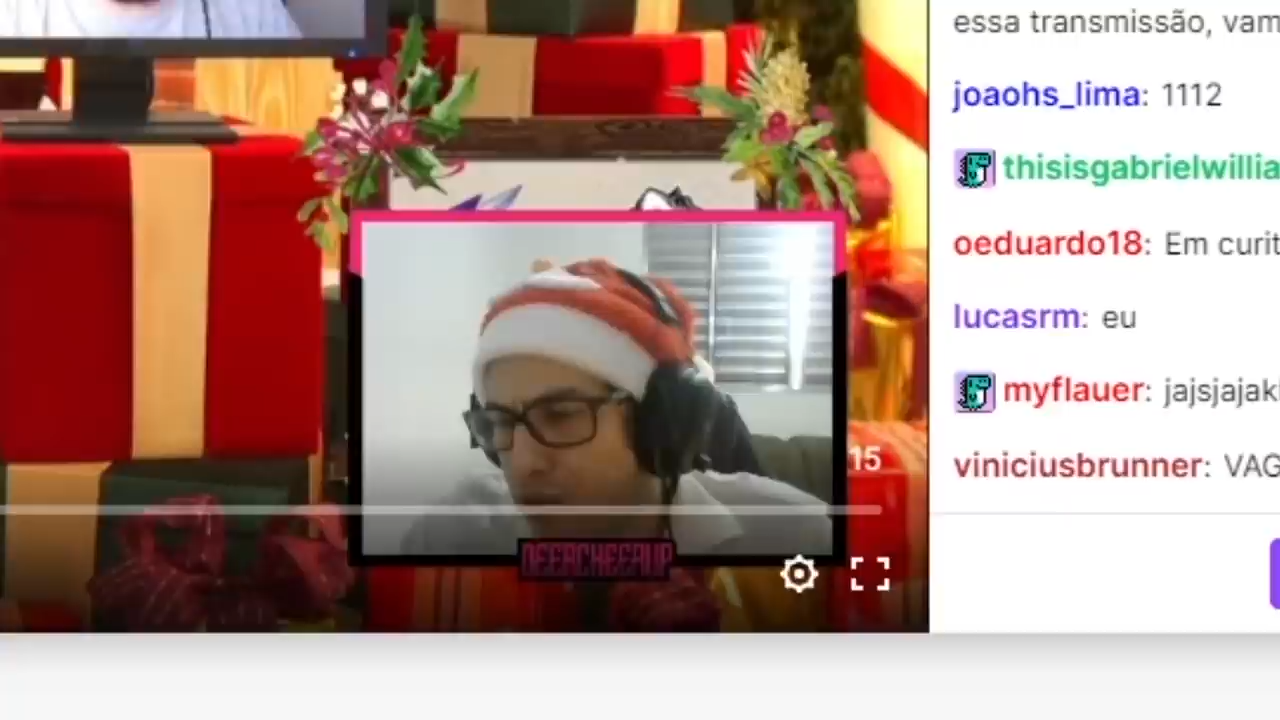 essa transmissão, vam
joaohs_lima: 1112
thisisgabrielwillia
oeduardo18: Em curit
lucasrm: eu
myflauer: jajsjajak
viniciusbrunner: VAG
15